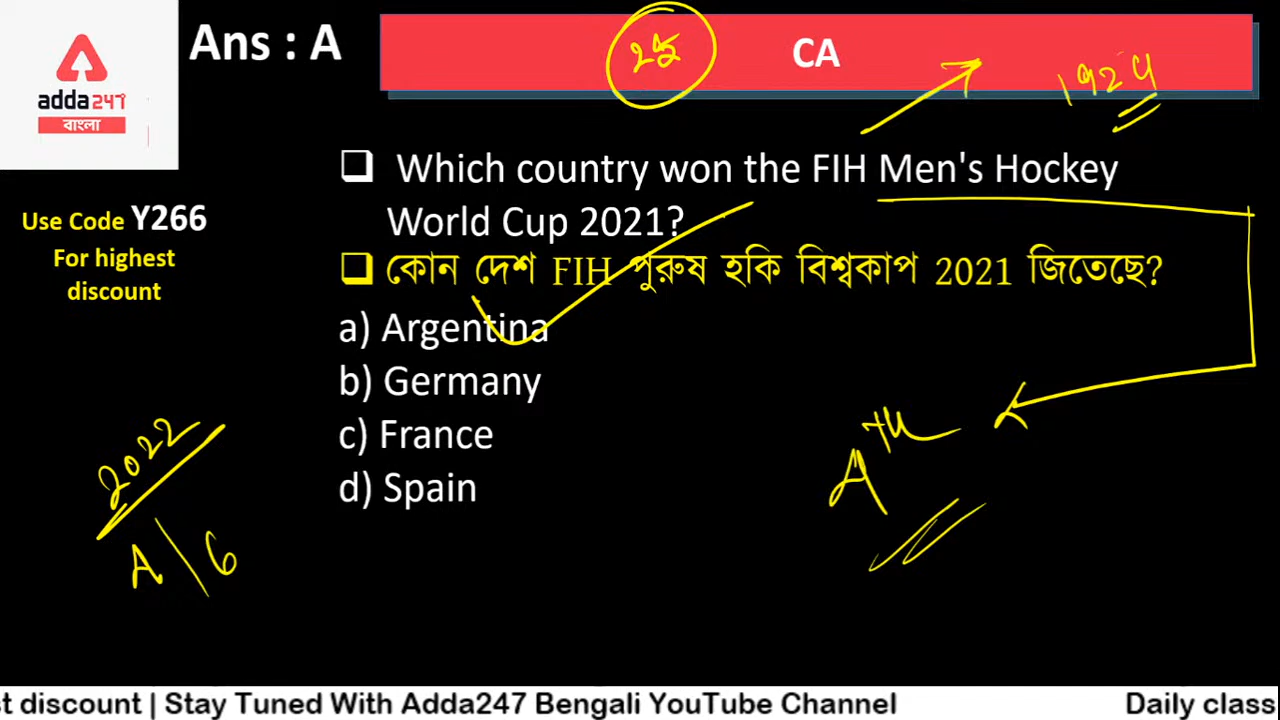 Ans : A
CA
1924
adda247
বাংলা
Which country won the FIH Men's Hockey
World Cup 2021?
Use Code Y266
For highest
discount
কোন দেশ FIH পুরুষ হকি বিশ্বকাপ 2021 জিতেছে?
a) Argentina
b) Germany
c) France
d) Spain
2022
A/6
st discount | Stay Tuned With Adda247 Bengali YouTube Channel
Daily class